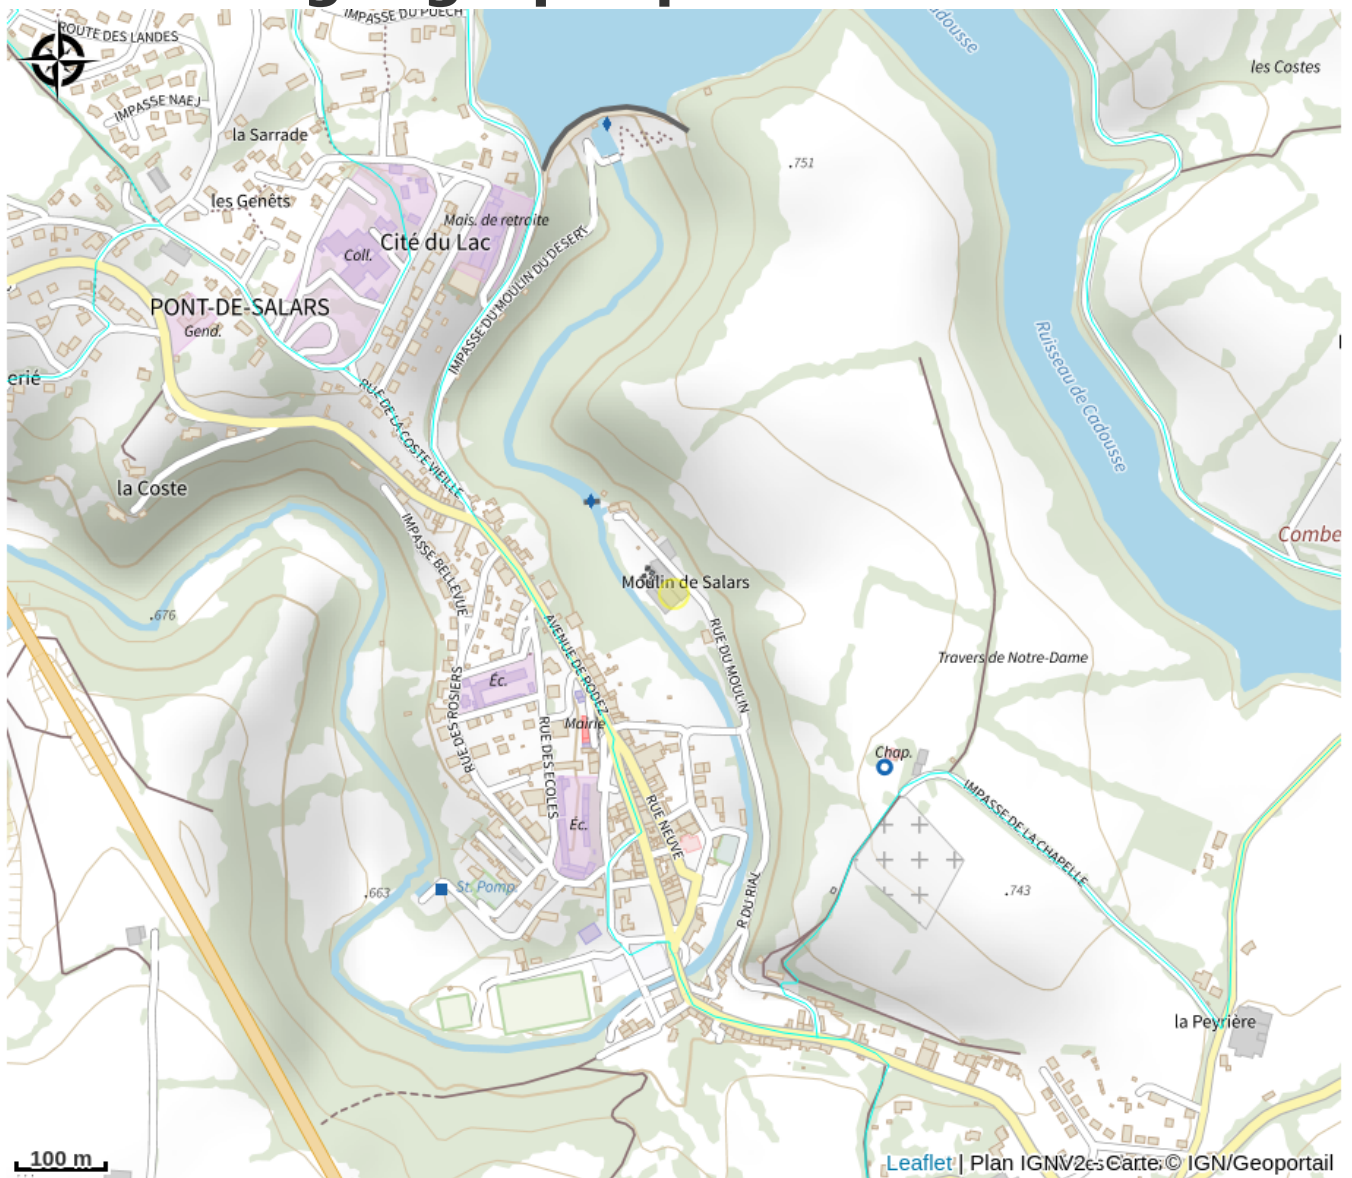 IMPASSE DU PUECH
ROUTE DES LANDES
Cadousse
les Costes
IMPASSE NAEJ
la Sarrade
.751
les Genêts
Mais. de retraite
Cité du Lac
Coll.
IMPASSE DU MOULIN DU DESERT
PONT-DE-SALARS
Gend.
Ruisseau de Cadousse
erié
RUE DE LA COSTE VIEILLE
la Coste
IMPASSE BELLEVUE
Combe
Moulin de Salars
.676
AVENUE DE RODEZ
RUE DU MOULIN
Travers de Notre-Dame
Éc.
RUE DES ROSIERS
Mairie
RUE DES ECOLES
Chap.
IMPASSE DE LA CHAPELLE
RUE NEUVE
Éc.
St. Pomp.
.663
R DU RIAL
.743
la Peyrière
100 m
Leaflet | Plan IGNV2 - Carte © IGN/Geoportail